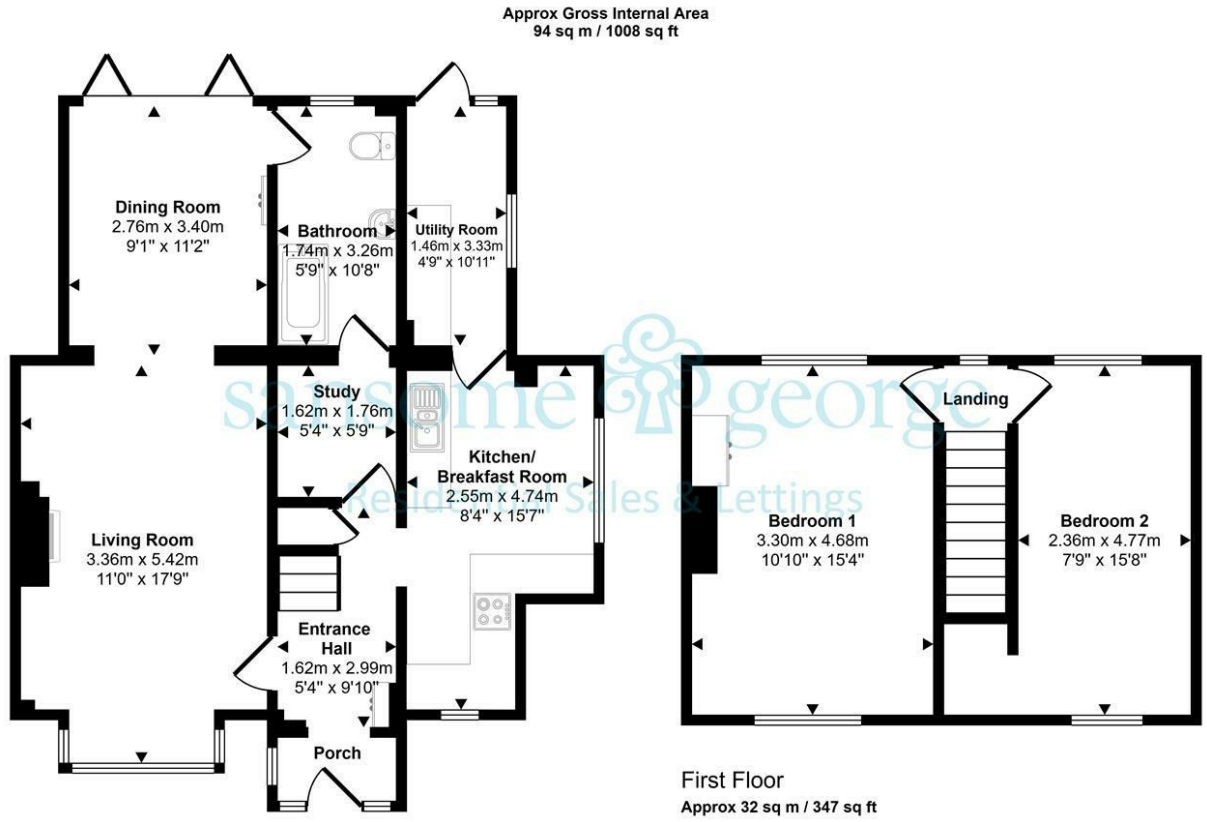 Approx Gross Internal Area
94 sq m / 1008 sq ft
Dining Room
2.76m x 3.40m
9'1" x 11'2"
Bathroom
1.74m x 3.26m
5'9" x 10'8"
Utility Room
1.46m x 3.33m
4'9" x 10'11"
sansome george
Residential Sales & Lettings
Study
1.62m x 1.76m
5'4" x 5'9"
Kitchen/
Breakfast Room
2.55m x 4.74m
8'4" x 15'7"
Living Room
3.36m x 5.42m
11'0" x 17'9"
Entrance
Hall
1.62m x 2.99m
5'4" x 9'10"
Porch
Landing
Bedroom 1
3.30m x 4.68m
10'10" x 15'4"
Bedroom 2
2.36m x 4.77m
7'9" x 15'8"
First Floor
Approx 32 sq m / 347 sq ft